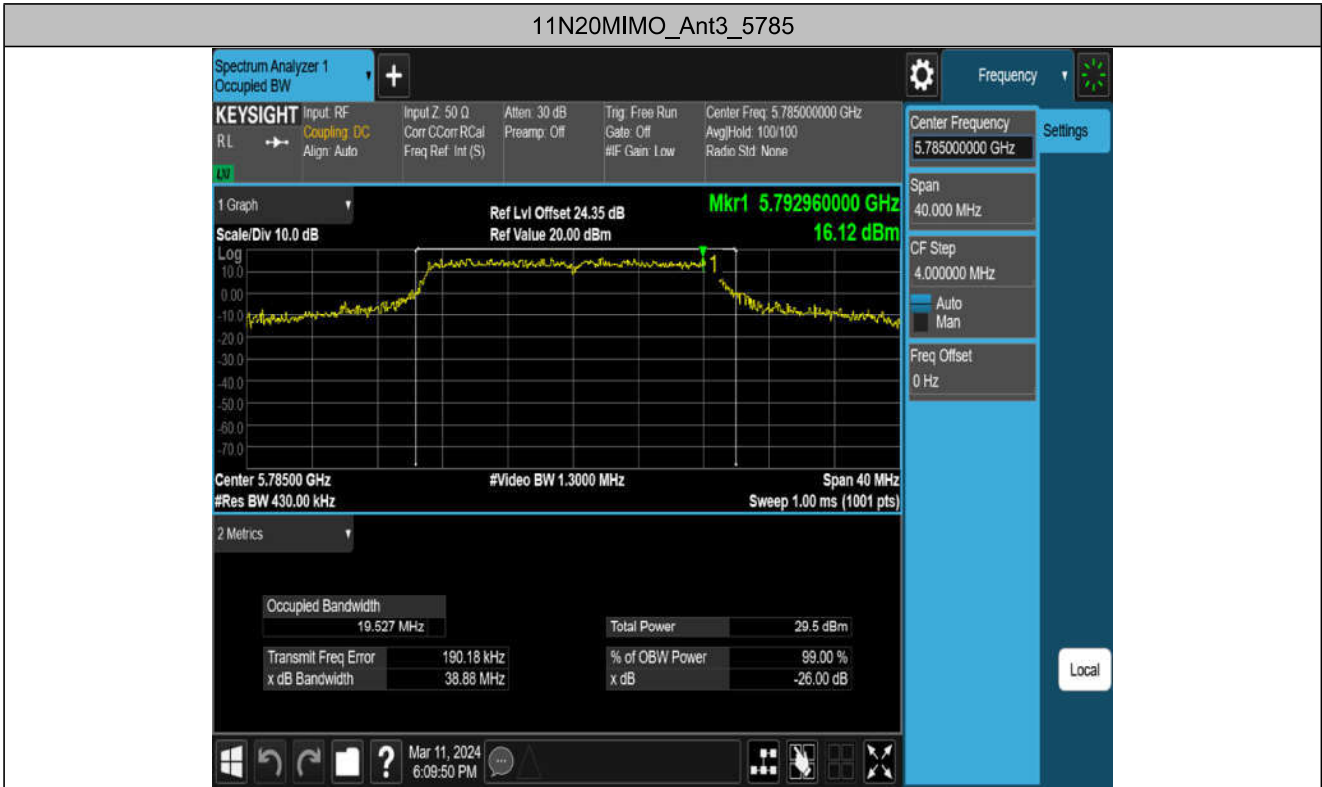 11N20MIMO_Ant3_5785
Spectrum Analyzer 1
Occupied BW
+
Frequency
KEYSIGHT
RL
LXI
Input: RF
Coupling: DC
Align: Auto
Input Z: 50 Ω
Corr CCorr RCal
Freq Ref: Int (S)
Atten: 30 dB
Preamp: Off
Trig: Free Run
Gate: Off
#IF Gain: Low
Center Freq: 5.785000000 GHz
Avg|Hold: 100/100
Radio Std: None
Center Frequency
5.785000000 GHz
Settings
Span
40.000 MHz
CF Step
4.000000 MHz
Auto
Man
Freq Offset
0 Hz
Local
1 Graph
Scale/Div 10.0 dB
Ref Lvl Offset 24.35 dB
Ref Value 20.00 dBm
Mkr1 5.792960000 GHz
16.12 dBm
Log
10.0
0.00
-10.0
-20.0
-30.0
-40.0
-50.0
-60.0
-70.0
1
Center 5.78500 GHz
#Res BW 430.00 kHz
#Video BW 1.3000 MHz
Span 40 MHz
Sweep 1.00 ms (1001 pts)
2 Metrics
Occupied Bandwidth
19.527 MHz
Total Power 29.5 dBm
Transmit Freq Error 190.18 kHz
% of OBW Power 99.00 %
x dB Bandwidth 38.88 MHz
x dB -26.00 dB
?
Mar 11, 2024
6:09:50 PM